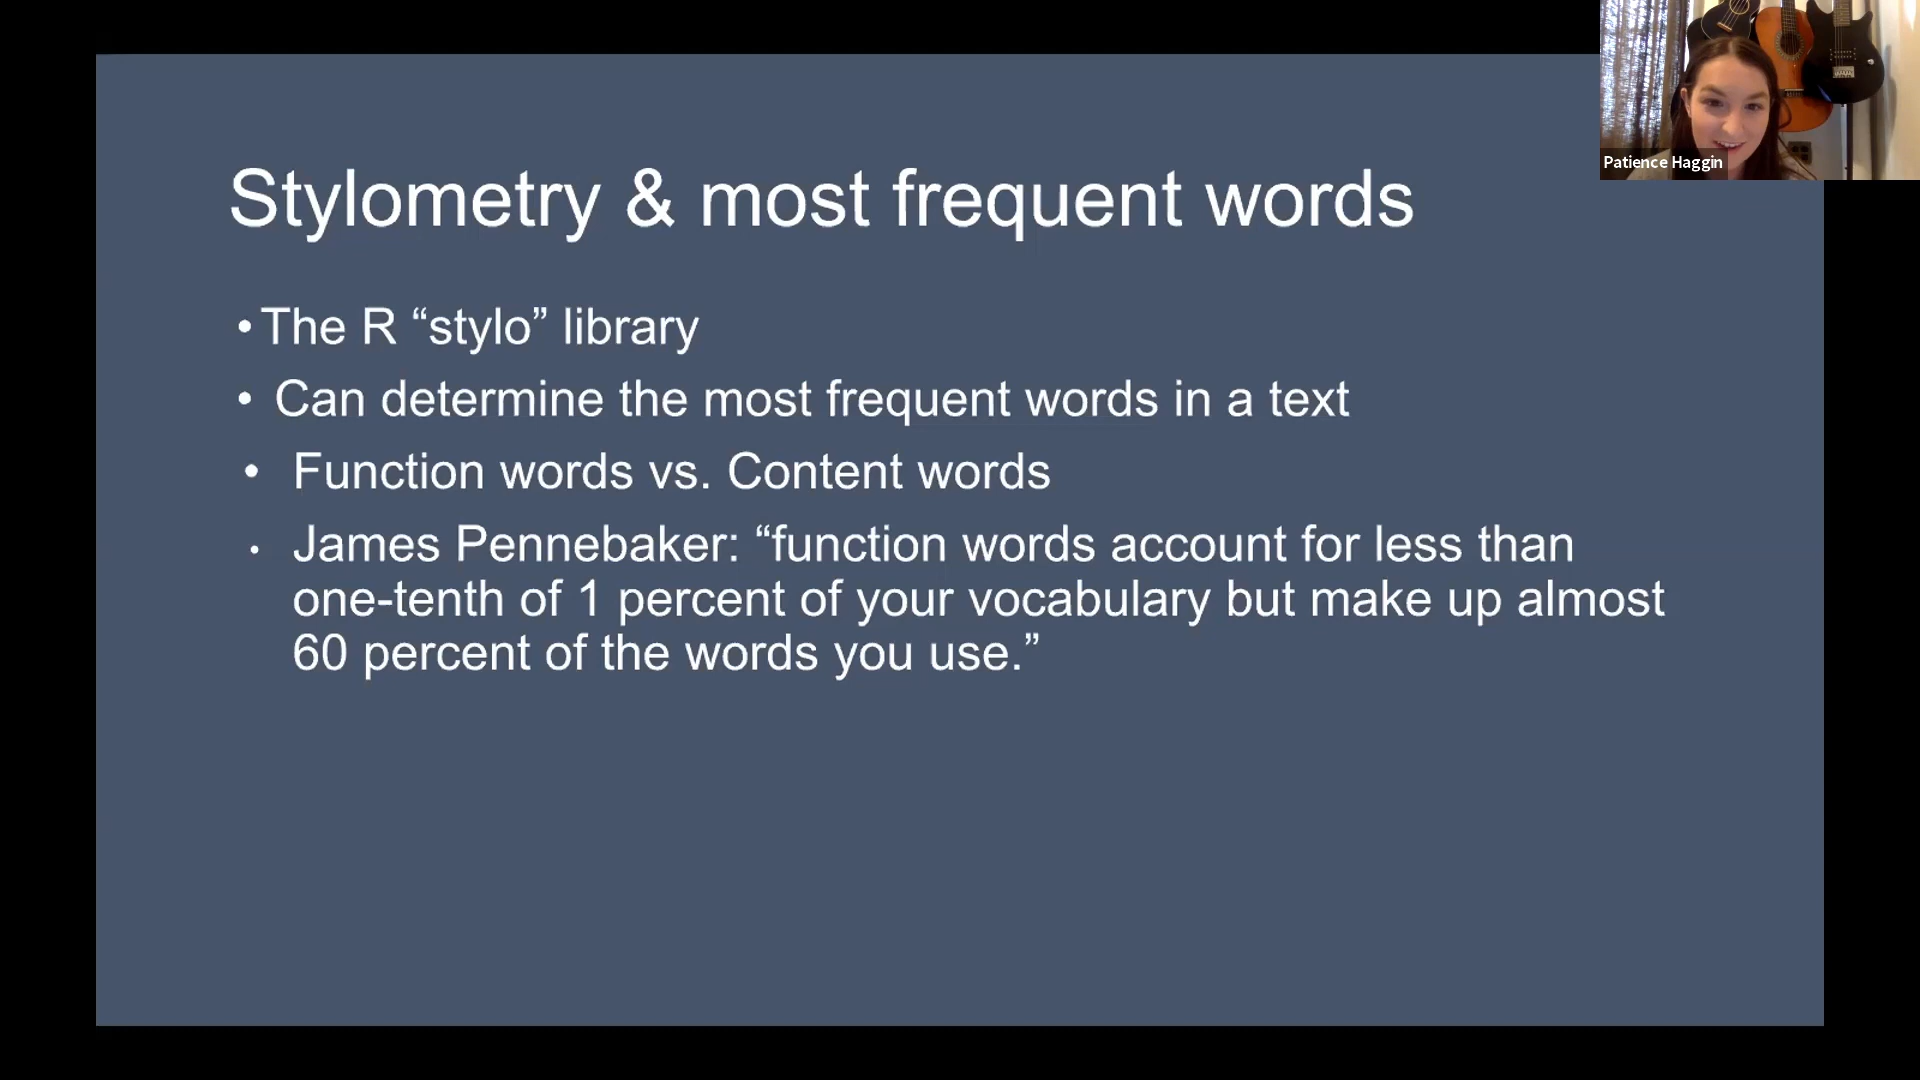 Patience Haggin
Stylometry & most frequent words
• The R “stylo” library
• Can determine the most frequent words in a text
• Function words vs. Content words
• James Pennebaker: “function words account for less than
one-tenth of 1 percent of your vocabulary but make up almost
60 percent of the words you use.”